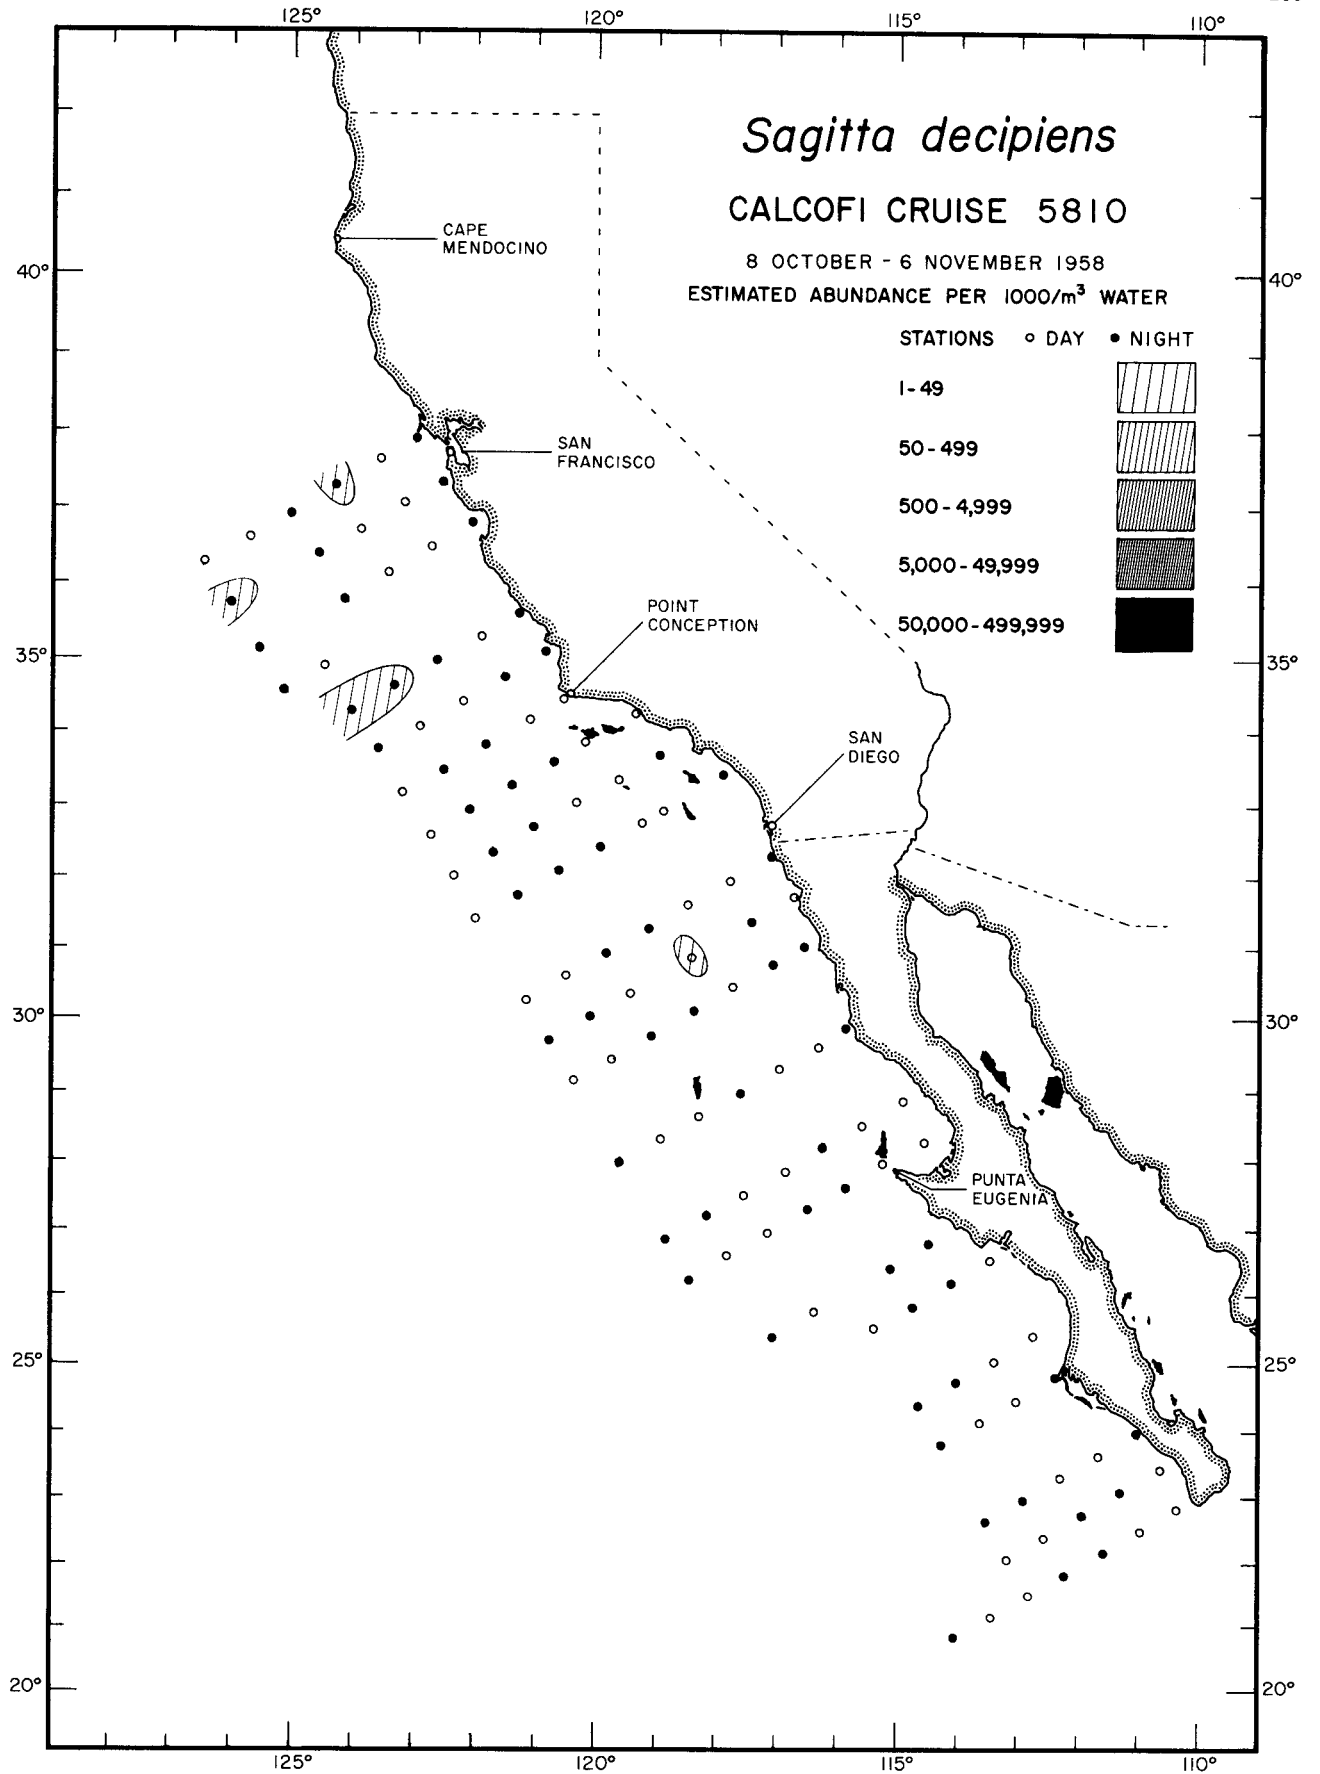 125°
120°
115°
110°
Sagitta decipiens
CALCOFI CRUISE 5810
8 OCTOBER - 6 NOVEMBER 1958
ESTIMATED ABUNDANCE PER 1000/m³ WATER
STATIONS ○ DAY ● NIGHT
1-49
50-499
500-4,999
5,000-49,999
50,000-499,999
CAPE
MENDOCINO
40°
40°
SAN
FRANCISCO
POINT
CONCEPTION
35°
35°
SAN
DIEGO
30°
30°
PUNTA
EUGENIA
25°
25°
20°
20°
125°
120°
115°
110°